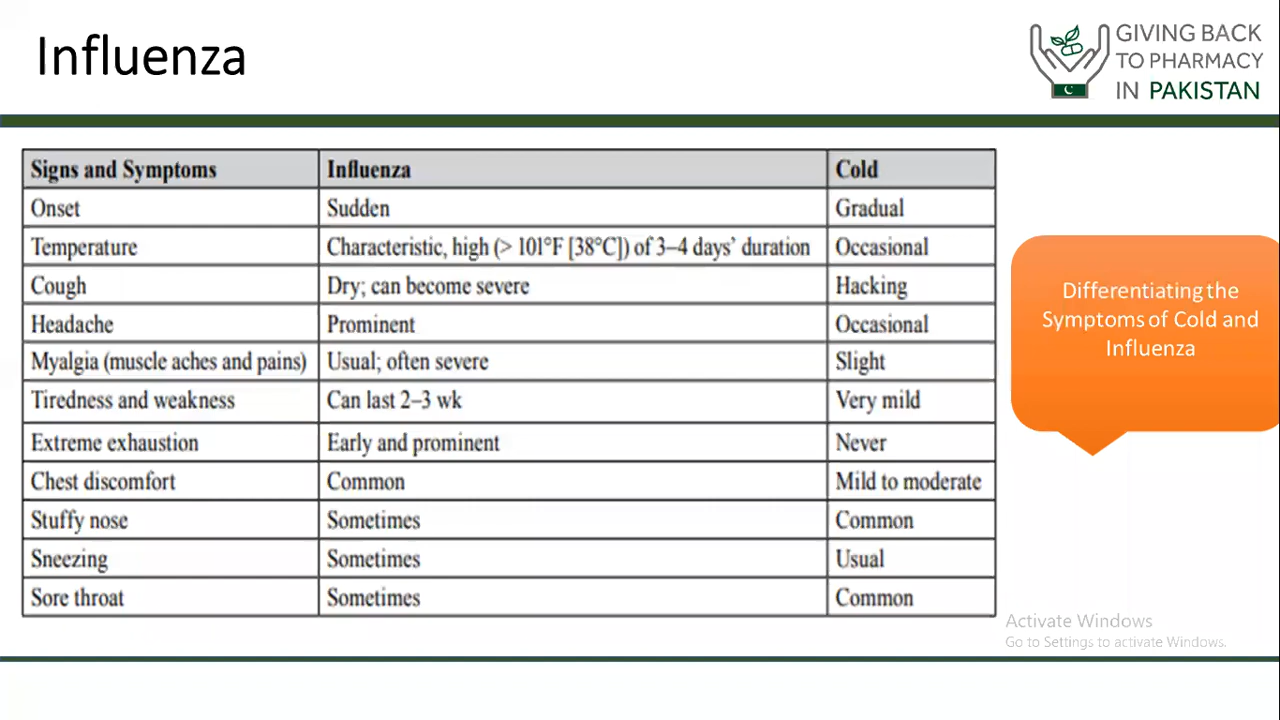 Influenza
GIVING BACK
TO PHARMACY
IN PAKISTAN
Signs and Symptoms Influenza Cold
Onset Sudden Gradual
Temperature Characteristic, high (> 101°F [38°C]) of 3–4 days’ duration Occasional
Cough Dry; can become severe Hacking
Headache Prominent Occasional
Myalgia (muscle aches and pains) Usual; often severe Slight
Tiredness and weakness Can last 2–3 wk Very mild
Extreme exhaustion Early and prominent Never
Chest discomfort Common Mild to moderate
Stuffy nose Sometimes Common
Sneezing Sometimes Usual
Sore throat Sometimes Common
Differentiating the
Symptoms of Cold and
Influenza
Activate Windows
Go to Settings to activate Windows.